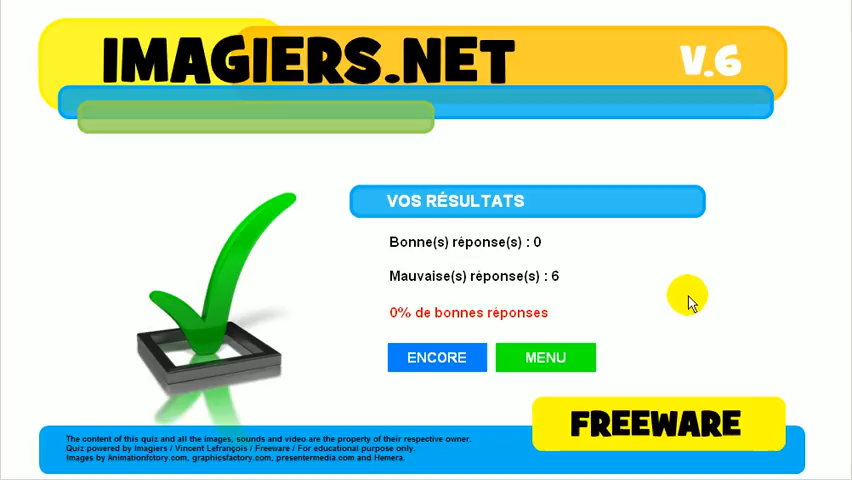 IMAGIERS.NET
V.6
VOS RÉSULTATS
Bonne(s) réponse(s) : 0
Mauvaise(s) réponse(s) : 6
0% de bonnes réponses
ENCORE
MENU
FREEWARE
The content of this quiz and all the images, sounds and video are the property of their respective owner.
Quiz powered by Imagiers / Vincent Lefrançois / Freeware / For educational purpose only.
Images by Animationfctory.com, graphicsfactory.com, presentermedia.com and Hemera.